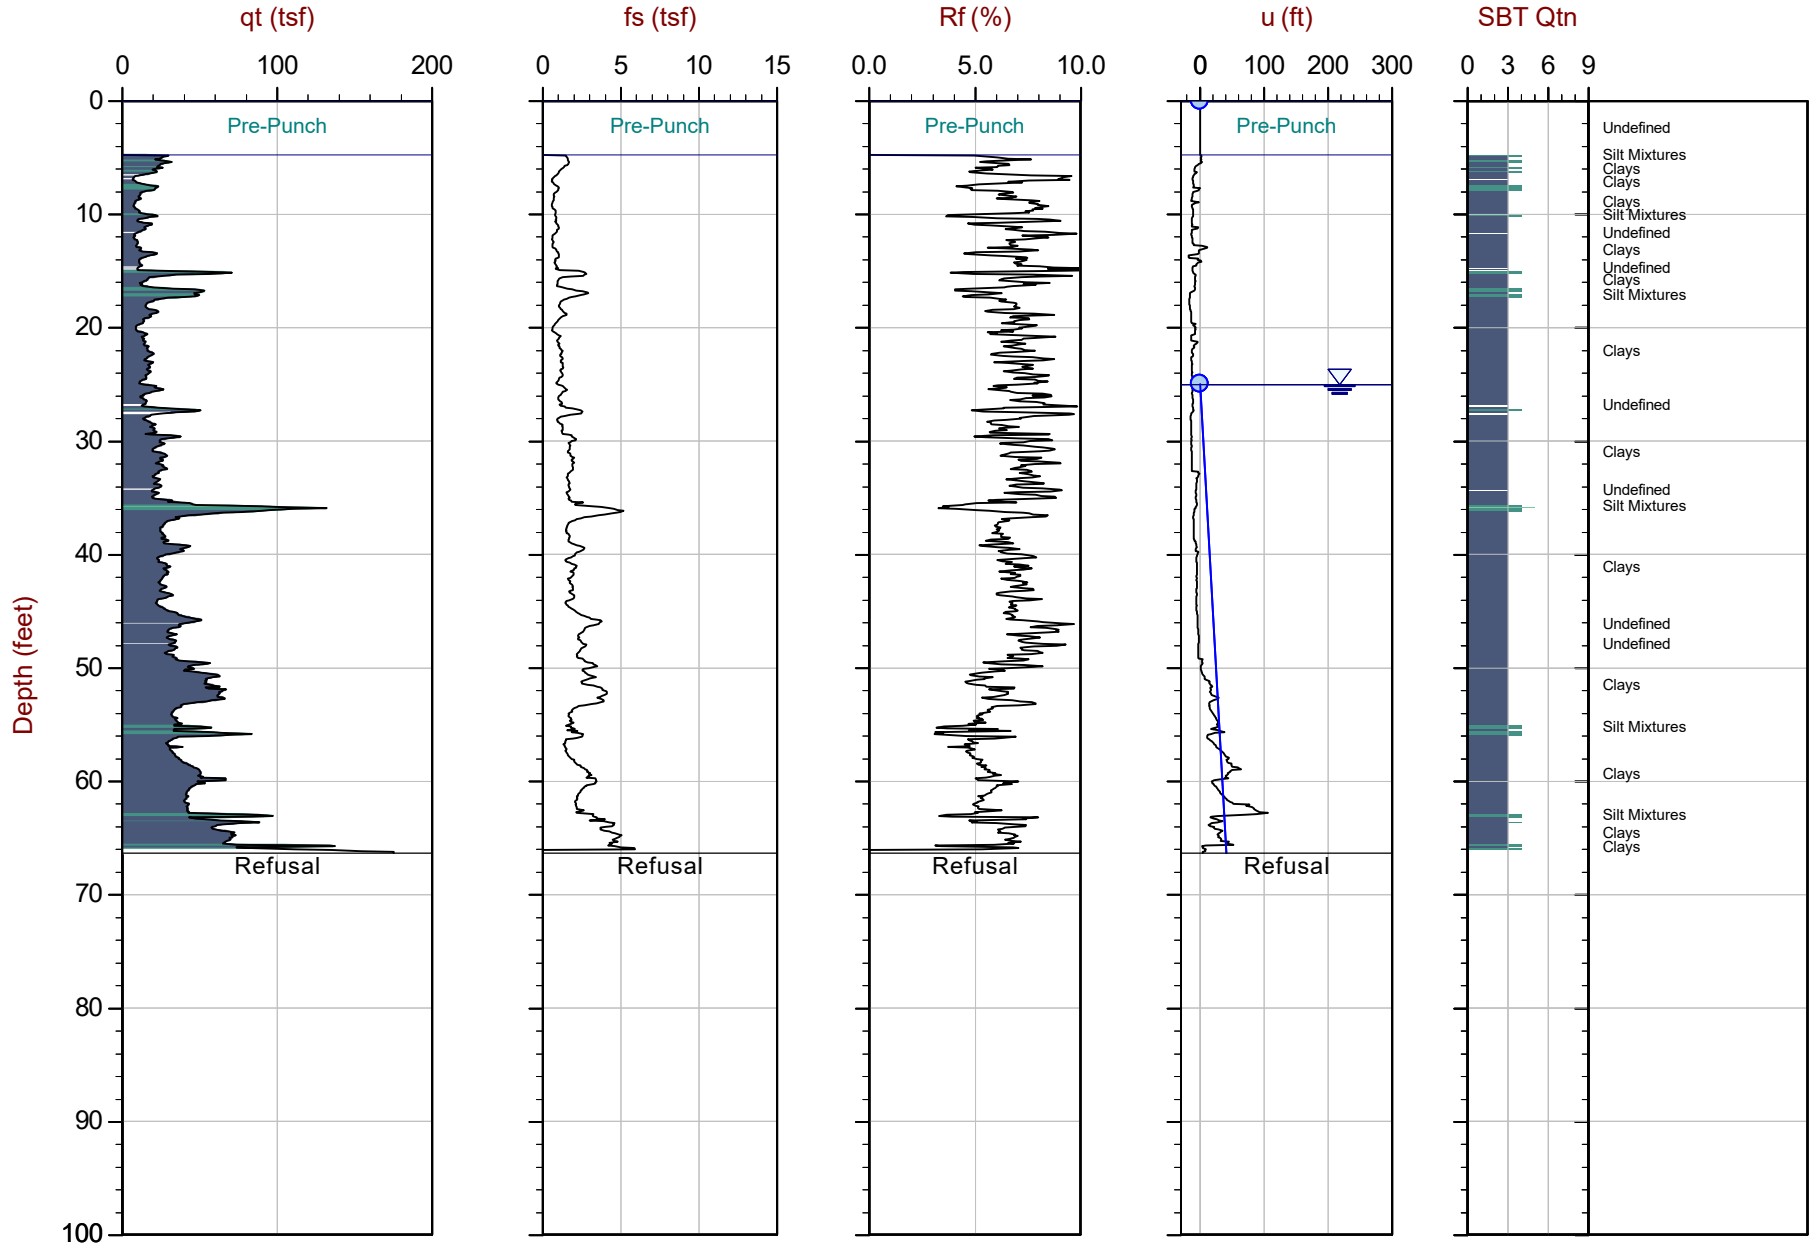 qt (tsf) fs (tsf) Rf (%) u (ft) SBT Qtn
0 100 200 0 5 10 15 0.0 5.0 10.0 0 100 200 300 0 3 6 9
0
Pre-Punch Pre-Punch Pre-Punch Pre-Punch Undefined
Silt Mixtures
Clays
Clays
Clays
10 Silt Mixtures
Undefined
Clays
Undefined
Clays
Silt Mixtures
20
Clays
Undefined
30
Clays
Undefined
Silt Mixtures
40
Clays
Undefined
Undefined
50
Clays
Silt Mixtures
Depth (feet)
60 Clays
Silt Mixtures
Clays
Clays
Refusal Refusal Refusal Refusal
70
80
90
100